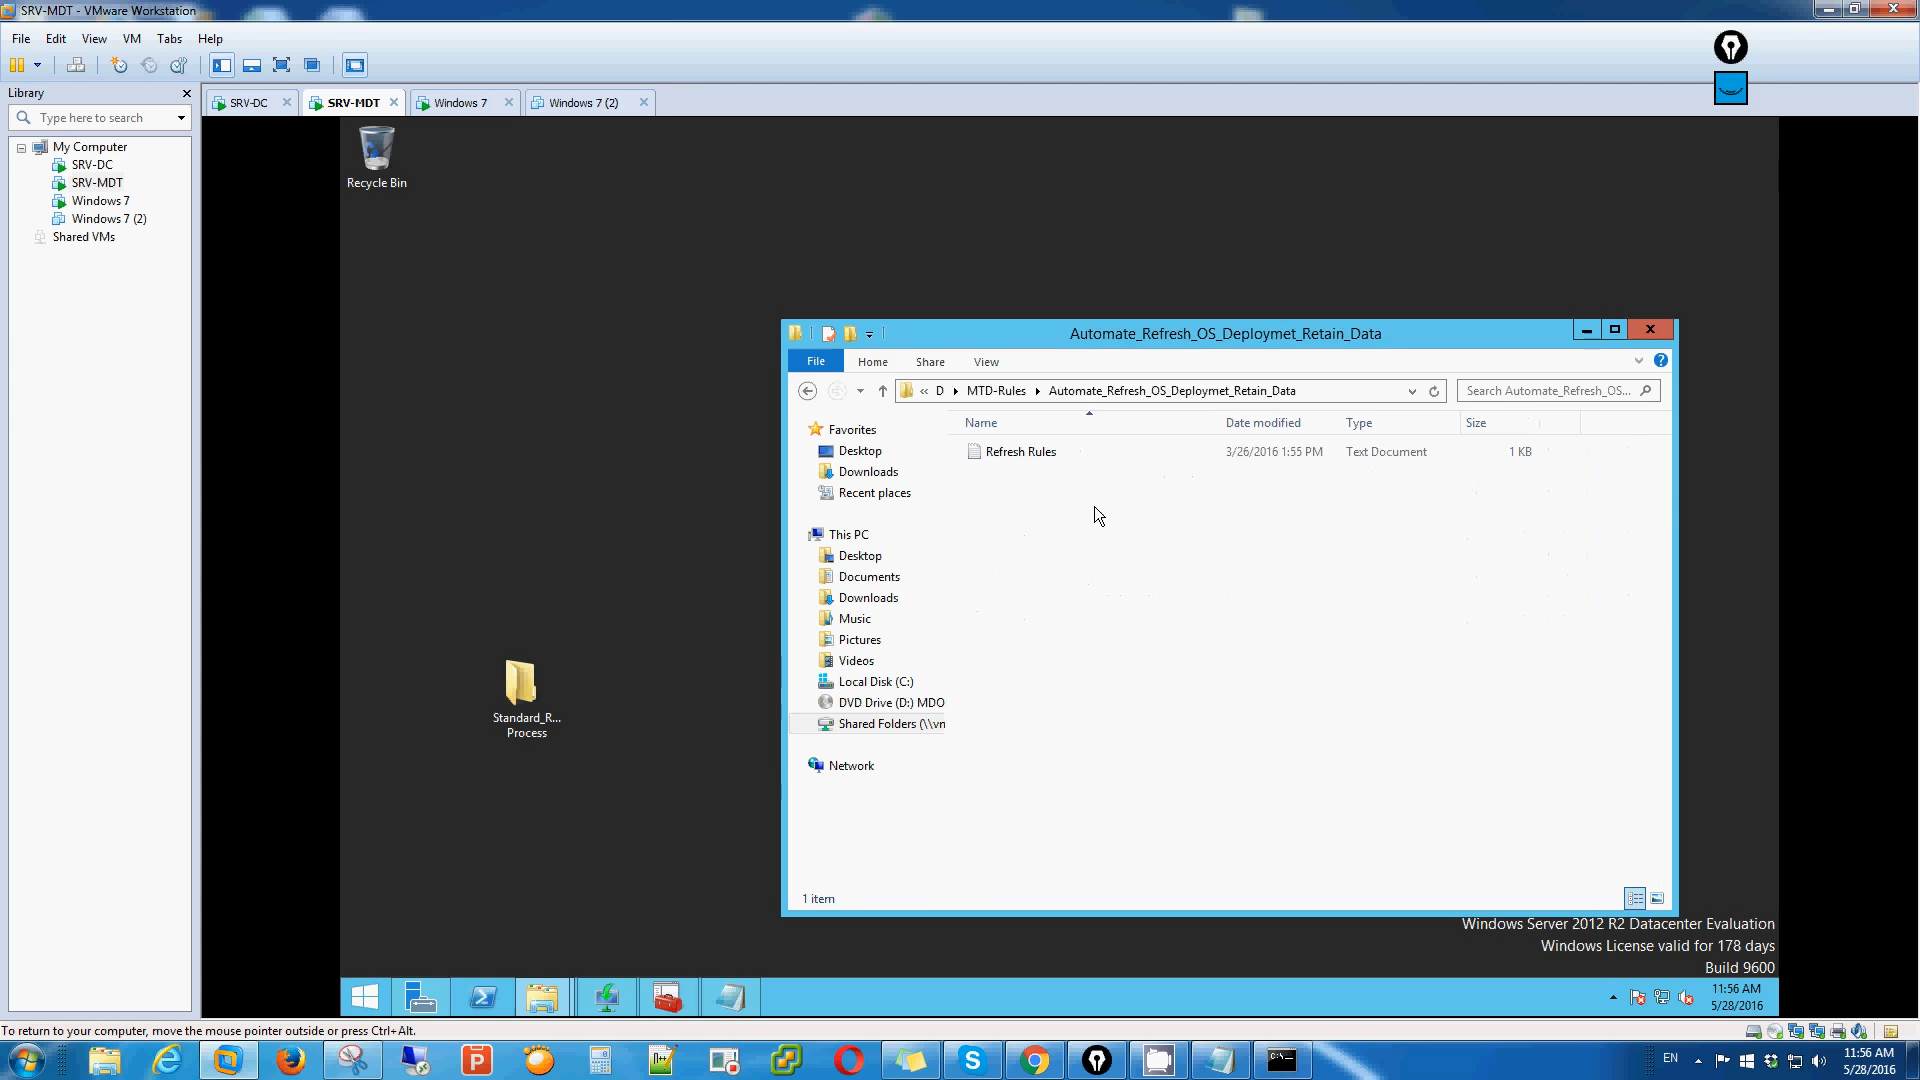 SRV-MDT - VMware Workstation
File Edit View VM Tabs Help
Library
Type here to search
My Computer
SRV-DC
SRV-MDT
Windows 7
Windows 7 (2)
Shared VMs
SRV-DC SRV-MDT Windows 7 Windows 7 (2)
Recycle Bin
Standard_R...
Process
Automate_Refresh_OS_Deploymet_Retain_Data
File Home Share View
« D MTD-Rules Automate_Refresh_OS_Deploymet_Retain_Data
Search Automate_Refresh_OS...
Name Date modified Type Size
Refresh Rules 3/26/2016 1:55 PM Text Document 1 KB
Favorites
Desktop
Downloads
Recent places
This PC
Desktop
Documents
Downloads
Music
Pictures
Videos
Local Disk (C:)
DVD Drive (D:) MDO
Shared Folders (\\vn
Network
1 item
Windows Server 2012 R2 Datacenter Evaluation
Windows License valid for 178 days
Build 9600
11:56 AM
5/28/2016
To return to your computer, move the mouse pointer outside or press Ctrl+Alt.
EN
11:56 AM
5/28/2016